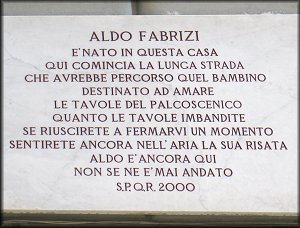 ALDO FABRIZI
E'NATO IN QUESTA CASA
QUI COMINCIA LA LUNGA STRADA
CHE AVREBBE PERCORSO QUEL BAMBINO
DESTINATO AD AMARE
LE TAVOLE DEL PALCOSCENICO
QUANTO LE TAVOLE IMBANDITE
SE RIUSCIRETE A FERMARVI UN MOMENTO
SENTIRETE ANCORA NELL'ARIA LA SUA RISATA
ALDO E'ANCORA QUI
NON SE NE E'MAI ANDATO
S.P.Q.R. 2000